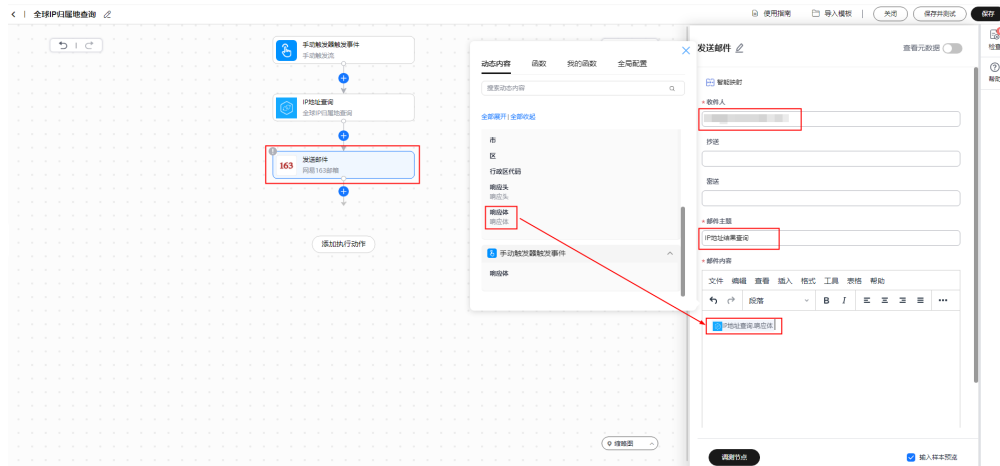 全球IP归属地查询
使用指南
导入模板
关闭
保存并测试
保存
手动触发器触发事件
手动触发流
IP地址查询
全球IP归属地查询
163
发送邮件
网易163邮箱
添加执行动作
缩略图
动态内容
函数
我的函数
全局配置
搜索动态内容
全部展开 | 全部收起
市
区
行政区代码
响应头
响应头
响应体
响应体
手动触发器触发事件
响应体
发送邮件
查看元数据
智能映射
* 收件人
抄送
密送
* 邮件主题
IP地址结果查询
* 邮件内容
文件 编辑 查看 插入 格式 工具 表格 帮助
段落
B I
IP地址查询.响应体
调测节点
输入样本预览
检查
帮助